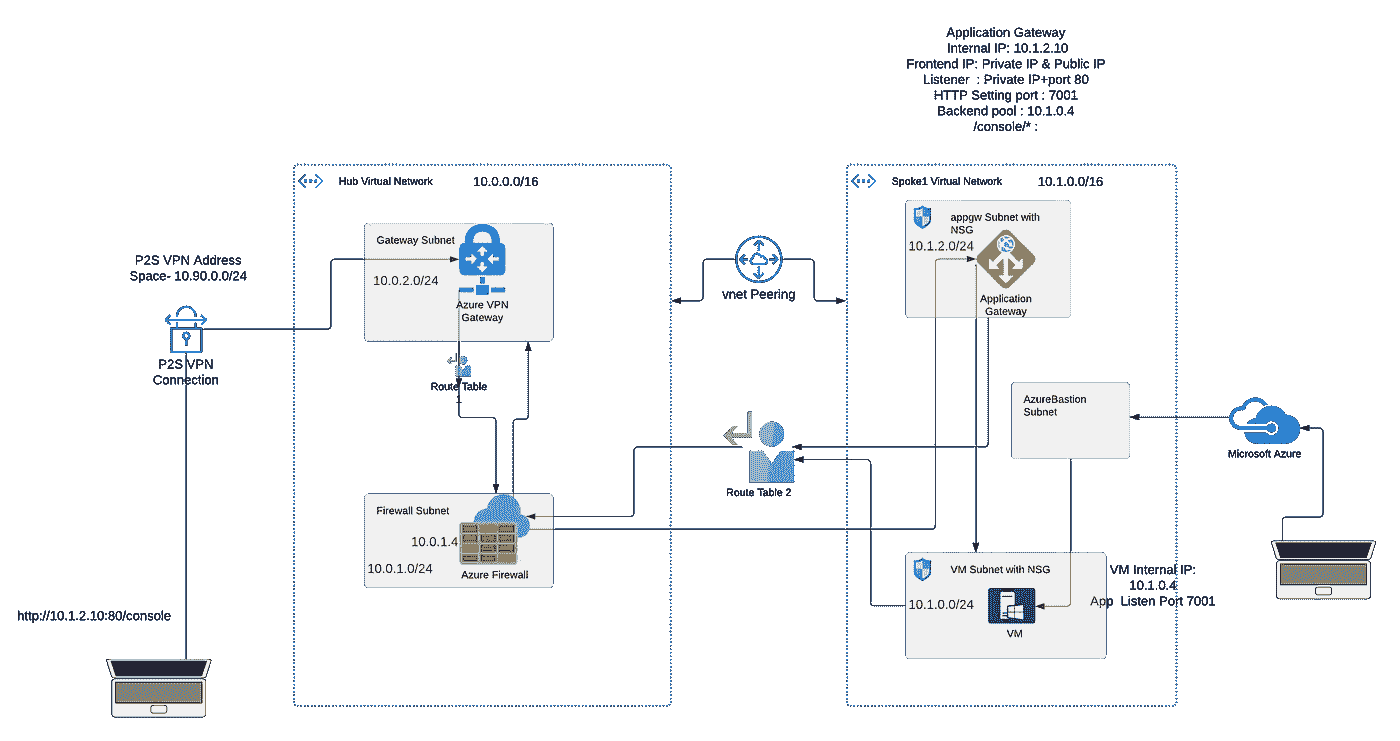 Application Gateway
Internal IP: 10.1.2.10
Frontend IP: Private IP & Public IP
Listener : Private IP+port 80
HTTP Setting port : 7001
Backend pool : 10.1.0.4
/console/* :
Hub Virtual Network 10.0.0.0/16
Spoke1 Virtual Network 10.1.0.0/16
Gateway Subnet
10.0.2.0/24
Azure VPN
Gateway
P2S VPN Address
Space- 10.90.0.0/24
P2S VPN
Connection
vnet Peering
appgw Subnet with
NSG
10.1.2.0/24
Application
Gateway
Route Table
1
AzureBastion
Subnet
Microsoft Azure
Route Table 2
Firewall Subnet
10.0.1.4
10.0.1.0/24
Azure Firewall
VM Subnet with NSG
10.1.0.0/24
VM
VM Internal IP:
10.1.0.4
App Listen Port 7001
http://10.1.2.10:80/console